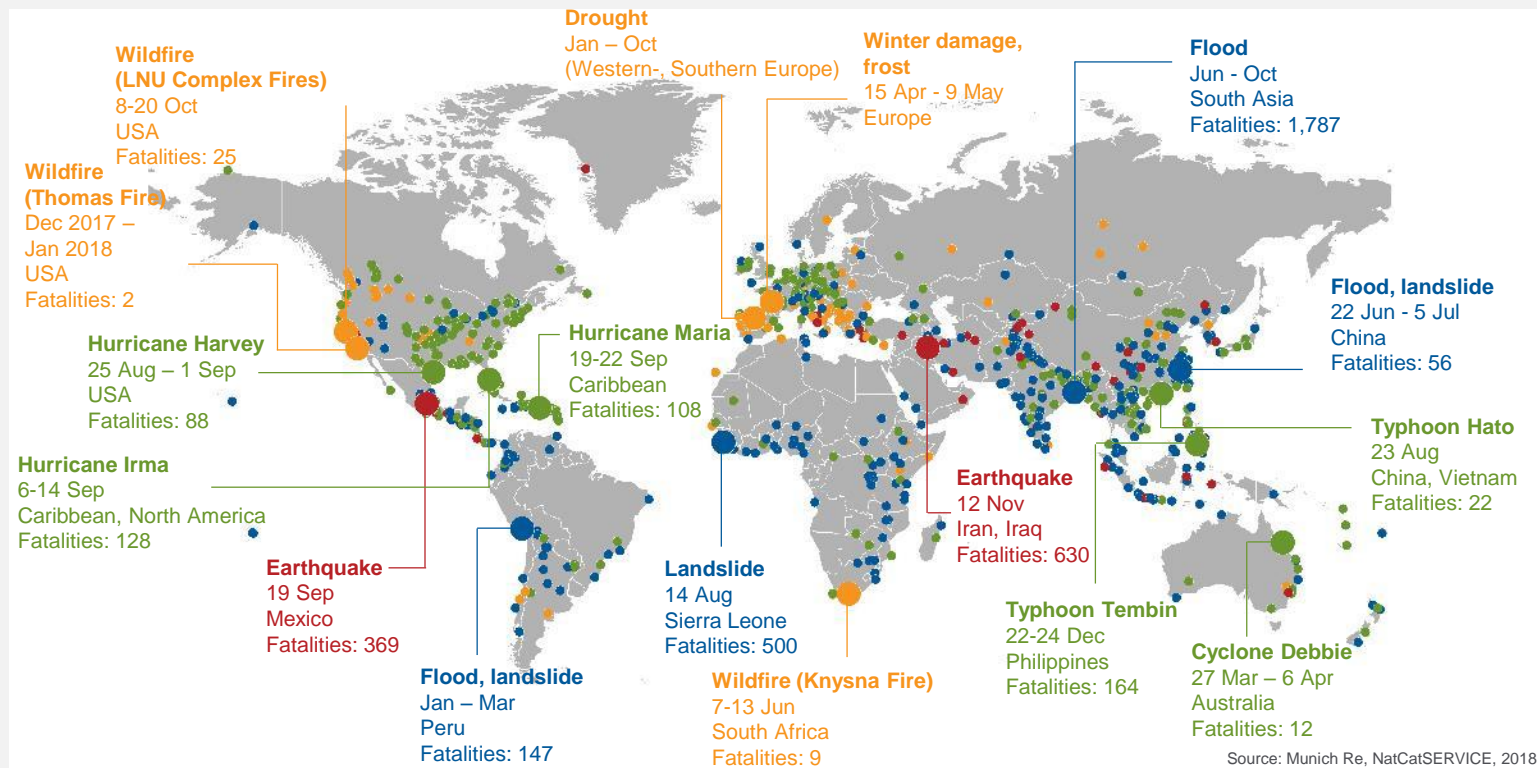 Drought
Jan – Oct
(Western-, Southern Europe)
Wildfire
(LNU Complex Fires)
8-20 Oct
USA
Fatalities: 25
Winter damage,
frost
15 Apr - 9 May
Europe
Flood
Jun - Oct
South Asia
Fatalities: 1,787
Wildfire
(Thomas Fire)
Dec 2017 –
Jan 2018
USA
Fatalities: 2
Flood, landslide
22 Jun - 5 Jul
China
Fatalities: 56
Hurricane Harvey
25 Aug – 1 Sep
USA
Fatalities: 88
Hurricane Maria
19-22 Sep
Caribbean
Fatalities: 108
Typhoon Hato
23 Aug
China, Vietnam
Fatalities: 22
Hurricane Irma
6-14 Sep
Caribbean, North America
Fatalities: 128
Earthquake
12 Nov
Iran, Iraq
Fatalities: 630
Earthquake
19 Sep
Mexico
Fatalities: 369
Landslide
14 Aug
Sierra Leone
Fatalities: 500
Typhoon Tembin
22-24 Dec
Philippines
Fatalities: 164
Cyclone Debbie
27 Mar – 6 Apr
Australia
Fatalities: 12
Flood, landslide
Jan – Mar
Peru
Fatalities: 147
Wildfire (Knysna Fire)
7-13 Jun
South Africa
Fatalities: 9
Source: Munich Re, NatCatSERVICE, 2018